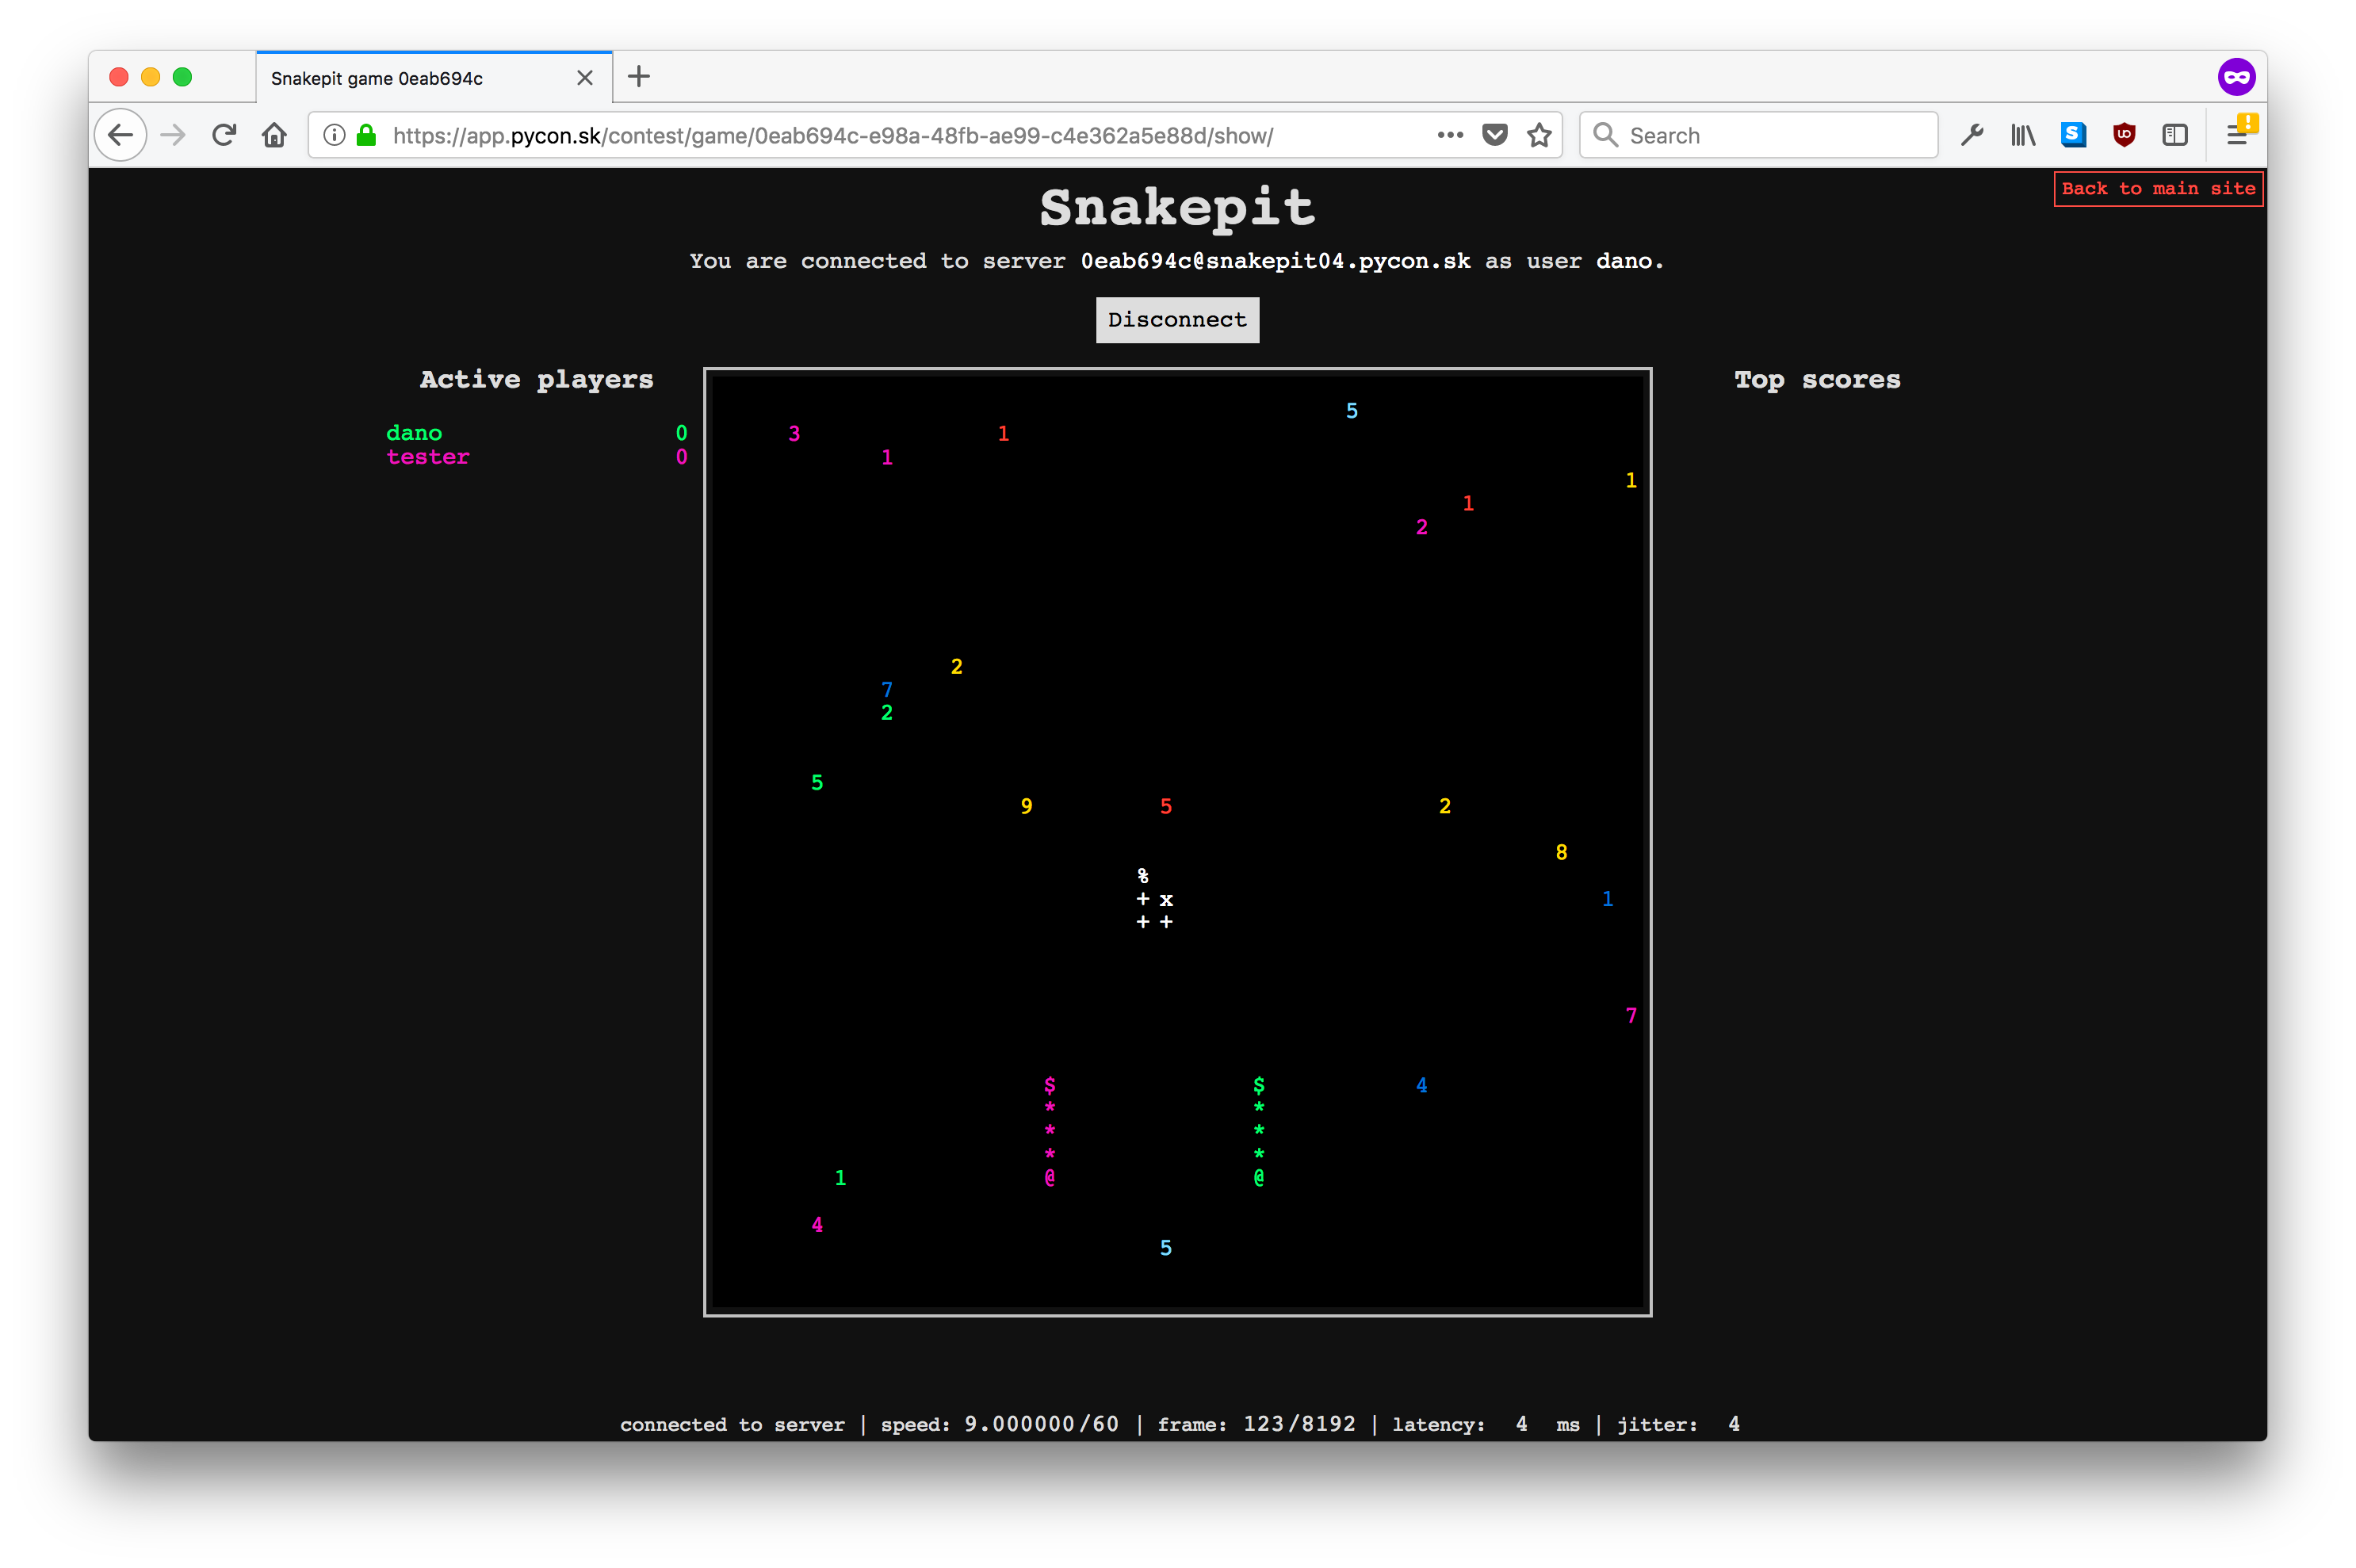 Snakepit game 0eab694c
https://app.pycon.sk/contest/game/0eab694c-e98a-48fb-ae99-c4e362a5e88d/show/
Search
Back to main site
Snakepit
You are connected to server 0eab694c@snakepit04.pycon.sk as user dano.
Disconnect
Active players
Top scores
dano 0
tester 0
5
3 1
1
1
1
2
2
7
2
5
9 5 2
8
%
+ x 1
+ +
7
$ $ 4
* *
* *
* *
1 @ @
4
5
connected to server | speed: 9.000000/60 | frame: 123/8192 | latency: 4 ms | jitter: 4